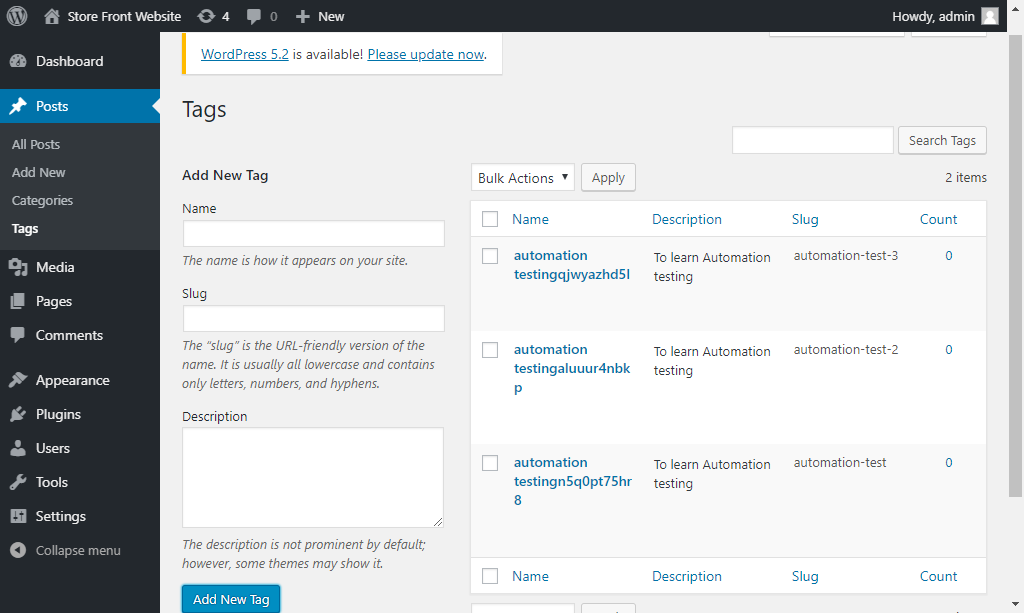 Store Front Website 4 0 New Howdy, admin
Dashboard
Posts
All Posts
Add New
Categories
Tags
Media
Pages
Comments
Appearance
Plugins
Users
Tools
Settings
Collapse menu
WordPress 5.2 is available! Please update now.
Tags
Search Tags
Add New Tag
Name
The name is how it appears on your site.
Slug
The “slug” is the URL-friendly version of the
name. It is usually all lowercase and contains
only letters, numbers, and hyphens.
Description
The description is not prominent by default;
however, some themes may show it.
Add New Tag
Bulk Actions Apply 2 items
Name Description Slug Count
automation To learn Automation automation-test-3 0
testingqjwyazhd5l testing
automation To learn Automation automation-test-2 0
testingaluuur4nbk testing
p
automation To learn Automation automation-test 0
testingn5q0pt75hr testing
8
Name Description Slug Count